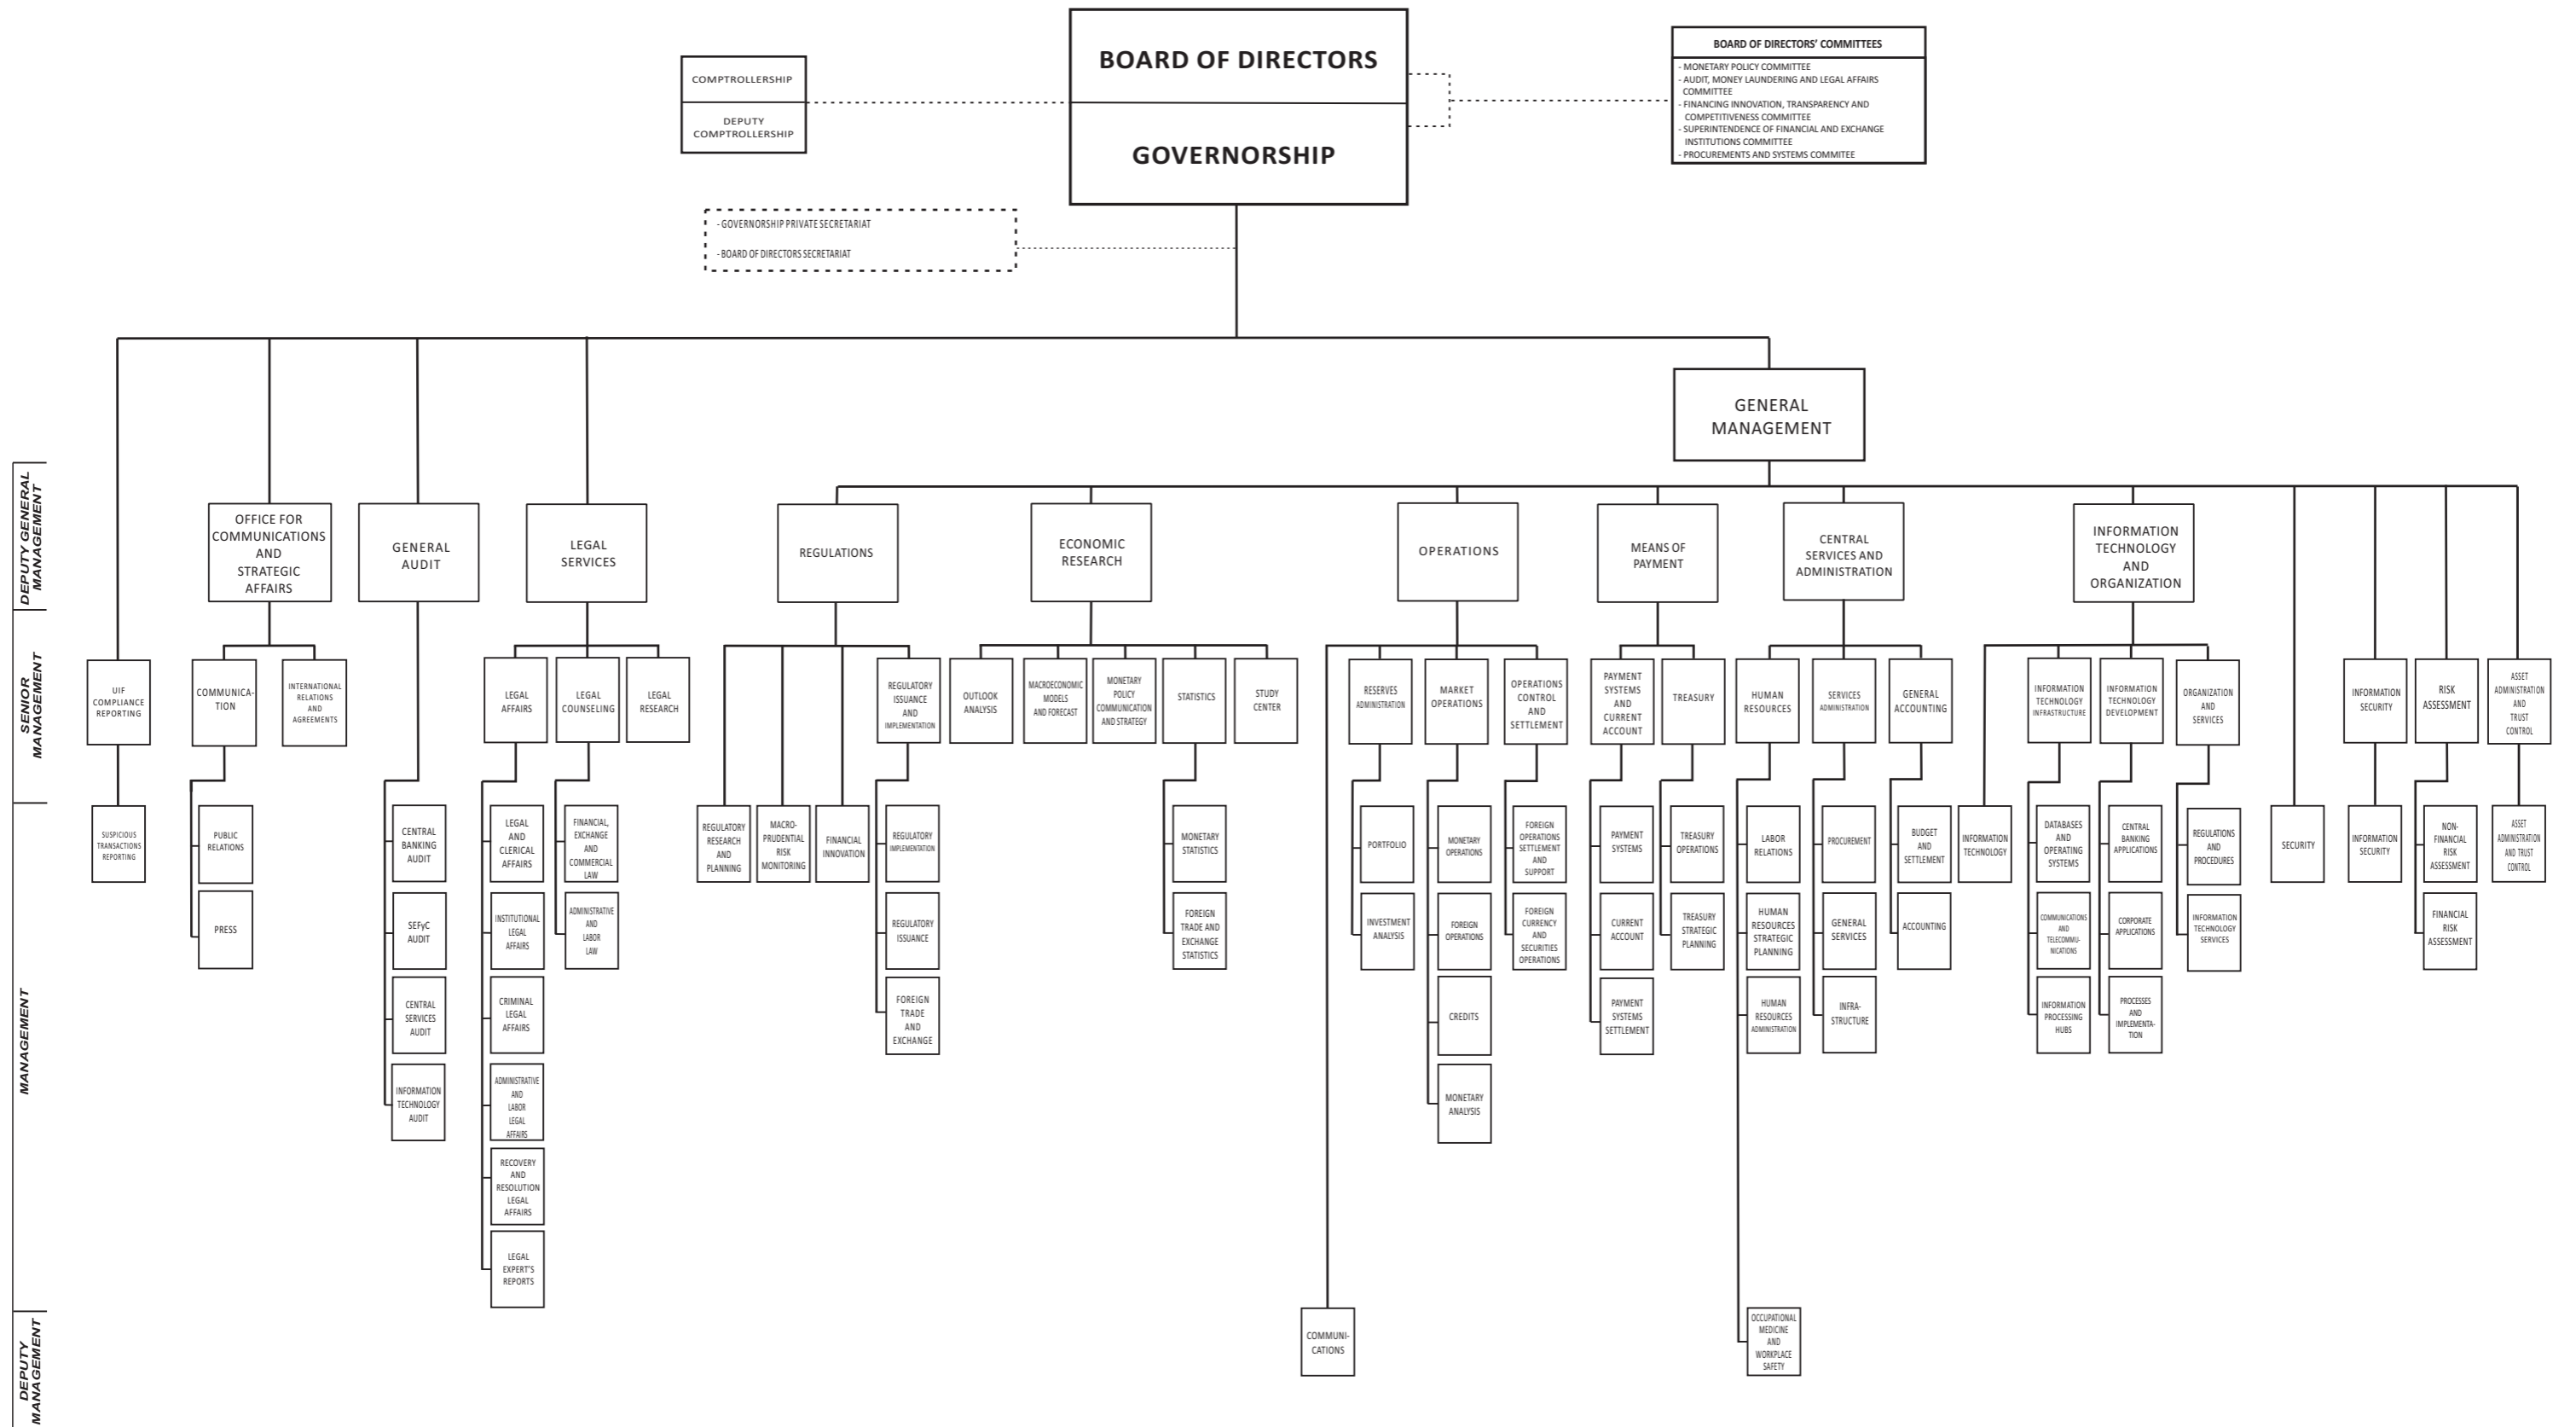 BOARD OF DIRECTORS
GOVERNORSHIP
COMPTROLLERSHIP
DEPUTY
COMPTROLLERSHIP
BOARD OF DIRECTORS' COMMITTEES
- MONETARY POLICY COMMITTEE
- AUDIT, MONEY LAUNDERING AND LEGAL AFFAIRS
COMMITTEE
- FINANCING INNOVATION, TRANSPARENCY AND
COMPETITIVENESS COMMITTEE
- SUPERINTENDENCE OF FINANCIAL AND EXCHANGE
INSTITUTIONS COMMITTEE
- PROCUREMENTS AND SYSTEMS COMMITEE
- GOVERNORSHIP PRIVATE SECRETARIAT
- BOARD OF DIRECTORS SECRETARIAT
GENERAL
MANAGEMENT
DEPUTY GENERAL
MANAGEMENT
OFFICE FOR
COMMUNICATIONS
AND
STRATEGIC
AFFAIRS
GENERAL
AUDIT
LEGAL
SERVICES
REGULATIONS
ECONOMIC
RESEARCH
OPERATIONS
MEANS OF
PAYMENT
CENTRAL
SERVICES AND
ADMINISTRATION
INFORMATION
TECHNOLOGY
AND
ORGANIZATION
SENIOR
MANAGEMENT
UIF
COMPLIANCE
REPORTING
COMMUNICA-
TION
INTERNATIONAL
RELATIONS
AND
AGREEMENTS
LEGAL
AFFAIRS
LEGAL
COUNSELING
LEGAL
RESEARCH
REGULATORY
ISSUANCE
AND
IMPLEMENTATION
OUTLOOK
ANALYSIS
MACROECONOMIC
MODELS
AND FORECAST
MONETARY
POLICY
COMMUNICATION
AND STRATEGY
STATISTICS
STUDY
CENTER
RESERVES
ADMINISTRATION
MARKET
OPERATIONS
OPERATIONS
CONTROL
AND
SETTLEMENT
PAYMENT
SYSTEMS
AND
CURRENT
ACCOUNT
TREASURY
HUMAN
RESOURCES
SERVICES
ADMINISTRATION
GENERAL
ACCOUNTING
INFORMATION
TECHNOLOGY
INFRASTRUCTURE
INFORMATION
TECHNOLOGY
DEVELOPMENT
ORGANIZATION
AND
SERVICES
INFORMATION
SECURITY
RISK
ASSESSMENT
ASSET
ADMINISTRATION
AND
TRUST
CONTROL
MANAGEMENT
SUSPICIOUS
TRANSACTIONS
REPORTING
PUBLIC
RELATIONS
PRESS
CENTRAL
BANKING
AUDIT
SEFyC
AUDIT
CENTRAL
SERVICES
AUDIT
INFORMATION
TECHNOLOGY
AUDIT
LEGAL
AND
CLERICAL
AFFAIRS
INSTITUTIONAL
LEGAL
AFFAIRS
CRIMINAL
LEGAL
AFFAIRS
ADMINISTRATIVE
AND
LABOR
LEGAL
AFFAIRS
RECOVERY
AND
RESOLUTION
LEGAL
AFFAIRS
LEGAL
EXPERT'S
REPORTS
FINANCIAL,
EXCHANGE
AND
COMMERCIAL
LAW
ADMINISTRATIVE
AND
LABOR
LAW
REGULATORY
RESEARCH
AND
PLANNING
MACRO-
PRUDENTIAL
RISK
MONITORING
FINANCIAL
INNOVATION
REGULATORY
IMPLEMENTATION
REGULATORY
ISSUANCE
FOREIGN
TRADE
AND
EXCHANGE
MONETARY
STATISTICS
FOREIGN
TRADE AND
EXCHANGE
STATISTICS
PORTFOLIO
INVESTMENT
ANALYSIS
MONETARY
OPERATIONS
FOREIGN
OPERATIONS
CREDITS
MONETARY
ANALYSIS
FOREIGN
OPERATIONS
SETTLEMENT
AND
SUPPORT
FOREIGN
CURRENCY
AND
SECURITIES
OPERATIONS
PAYMENT
SYSTEMS
CURRENT
ACCOUNT
PAYMENT
SYSTEMS
SETTLEMENT
TREASURY
OPERATIONS
TREASURY
STRATEGIC
PLANNING
LABOR
RELATIONS
HUMAN
RESOURCES
STRATEGIC
PLANNING
HUMAN
RESOURCES
ADMINISTRATION
PROCUREMENT
GENERAL
SERVICES
INFRA-
STRUCTURE
BUDGET
AND
SETTLEMENT
ACCOUNTING
INFORMATION
TECHNOLOGY
DATABASES
AND
OPERATING
SYSTEMS
COMMUNICATIONS
AND
TELECOMMU-
NICATIONS
INFORMATION
PROCESSING
HUBS
CENTRAL
BANKING
APPLICATIONS
CORPORATE
APPLICATIONS
PROCESSES
AND
IMPLEMENTA-
TION
REGULATIONS
AND
PROCEDURES
INFORMATION
TECHNOLOGY
SERVICES
SECURITY
INFORMATION
SECURITY
NON-
FINANCIAL
RISK
ASSESSMENT
FINANCIAL
RISK
ASSESSMENT
ASSET
ADMINISTRATION
AND TRUST
CONTROL
DEPUTY
MANAGEMENT
COMMUNI-
CATIONS
OCCUPATIONAL
MEDICINE
AND
WORKPLACE
SAFETY